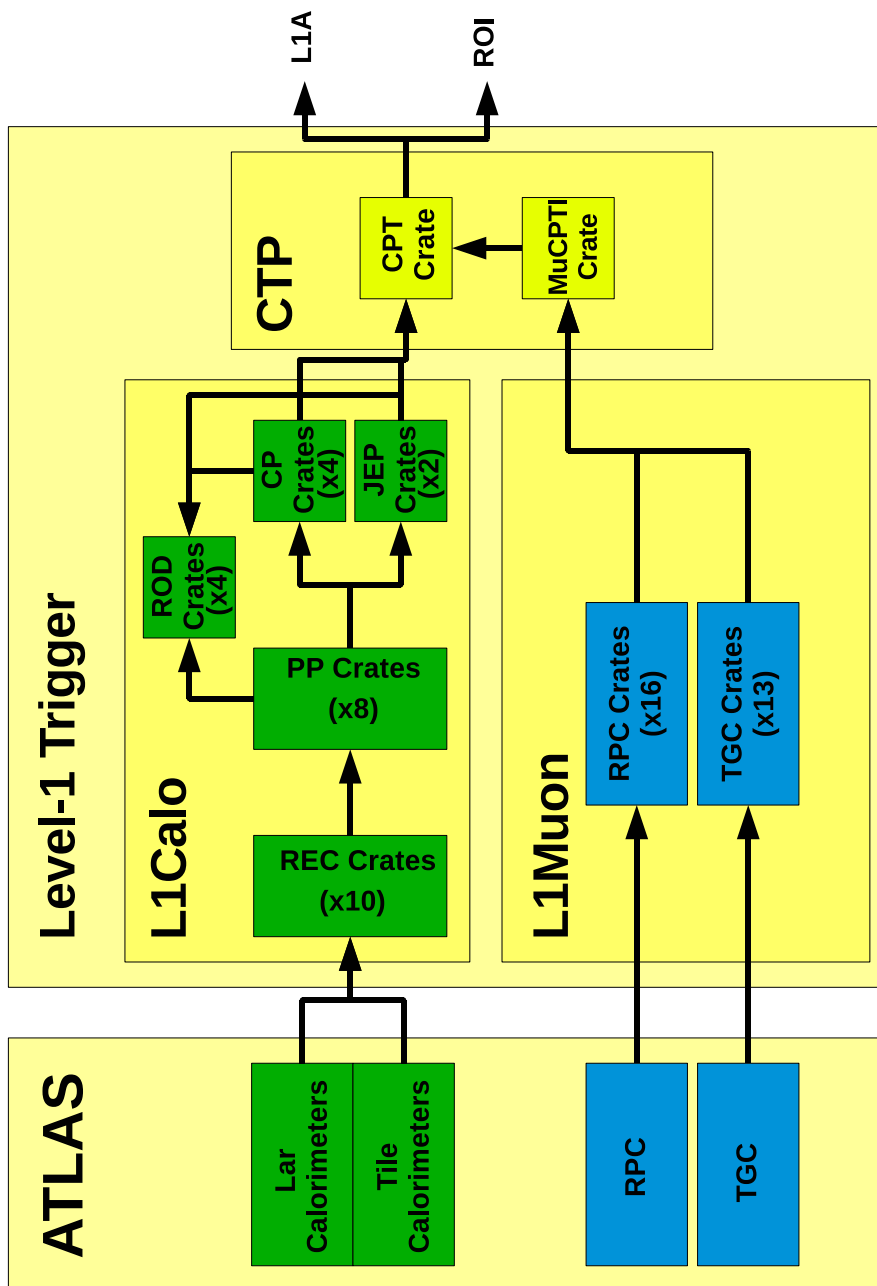 ATLAS
Lar
Calorimeters
Tile
Calorimeters
RPC
TGC
Level-1 Trigger
L1Calo
REC Crates
(x10)
PP Crates
(x8)
ROD
Crates
(x4)
CP
Crates
(x4)
JEP
Crates
(x2)
L1Muon
RPC Crates
(x16)
TGC Crates
(x13)
CTP
CPT
Crate
MuCPTI
Crate
L1A
ROI